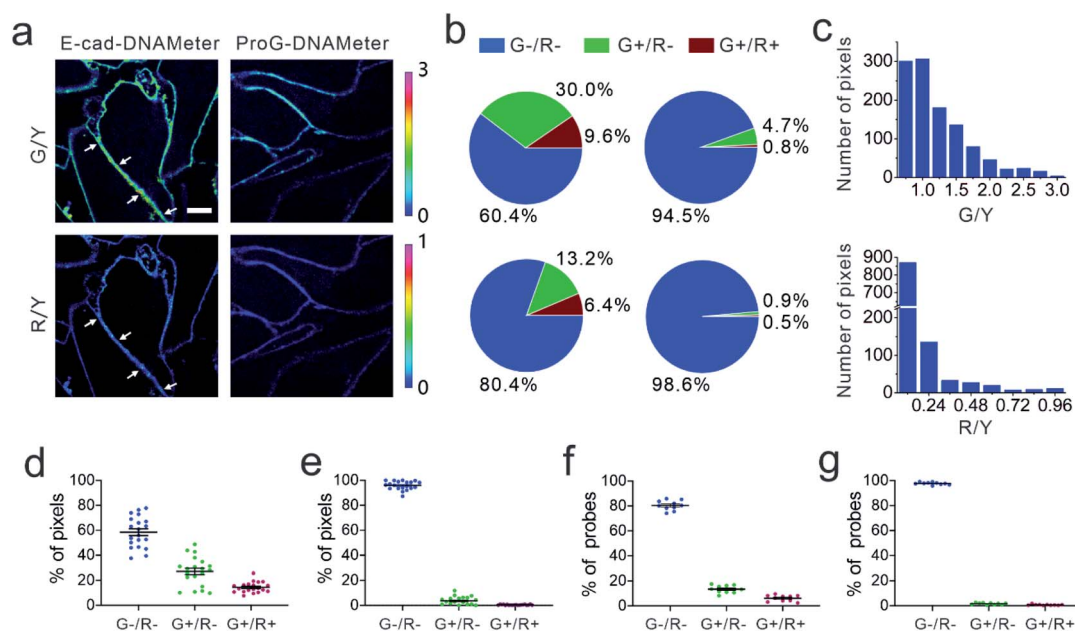 a
E-cad-DNAMeter ProG-DNAMeter
G/Y
3
0
R/Y
1
0
b
G-/R- G+/R- G+/R+
30.0%
9.6%
60.4%
4.7%
0.8%
94.5%
13.2%
6.4%
80.4%
0.9%
0.5%
98.6%
c
Number of pixels
300
200
100
0
1.0 1.5 2.0 2.5 3.0
G/Y
Number of pixels
900
800
700
600
200
100
0
0.24 0.48 0.72 0.96
R/Y
d
% of pixels
100
80
60
40
20
0
G-/R- G+/R- G+/R+
e
% of pixels
100
80
60
40
20
0
G-/R- G+/R- G+/R+
f
% of probes
100
80
60
40
20
0
G-/R- G+/R- G+/R+
g
% of probes
100
80
60
40
20
0
G-/R- G+/R- G+/R+